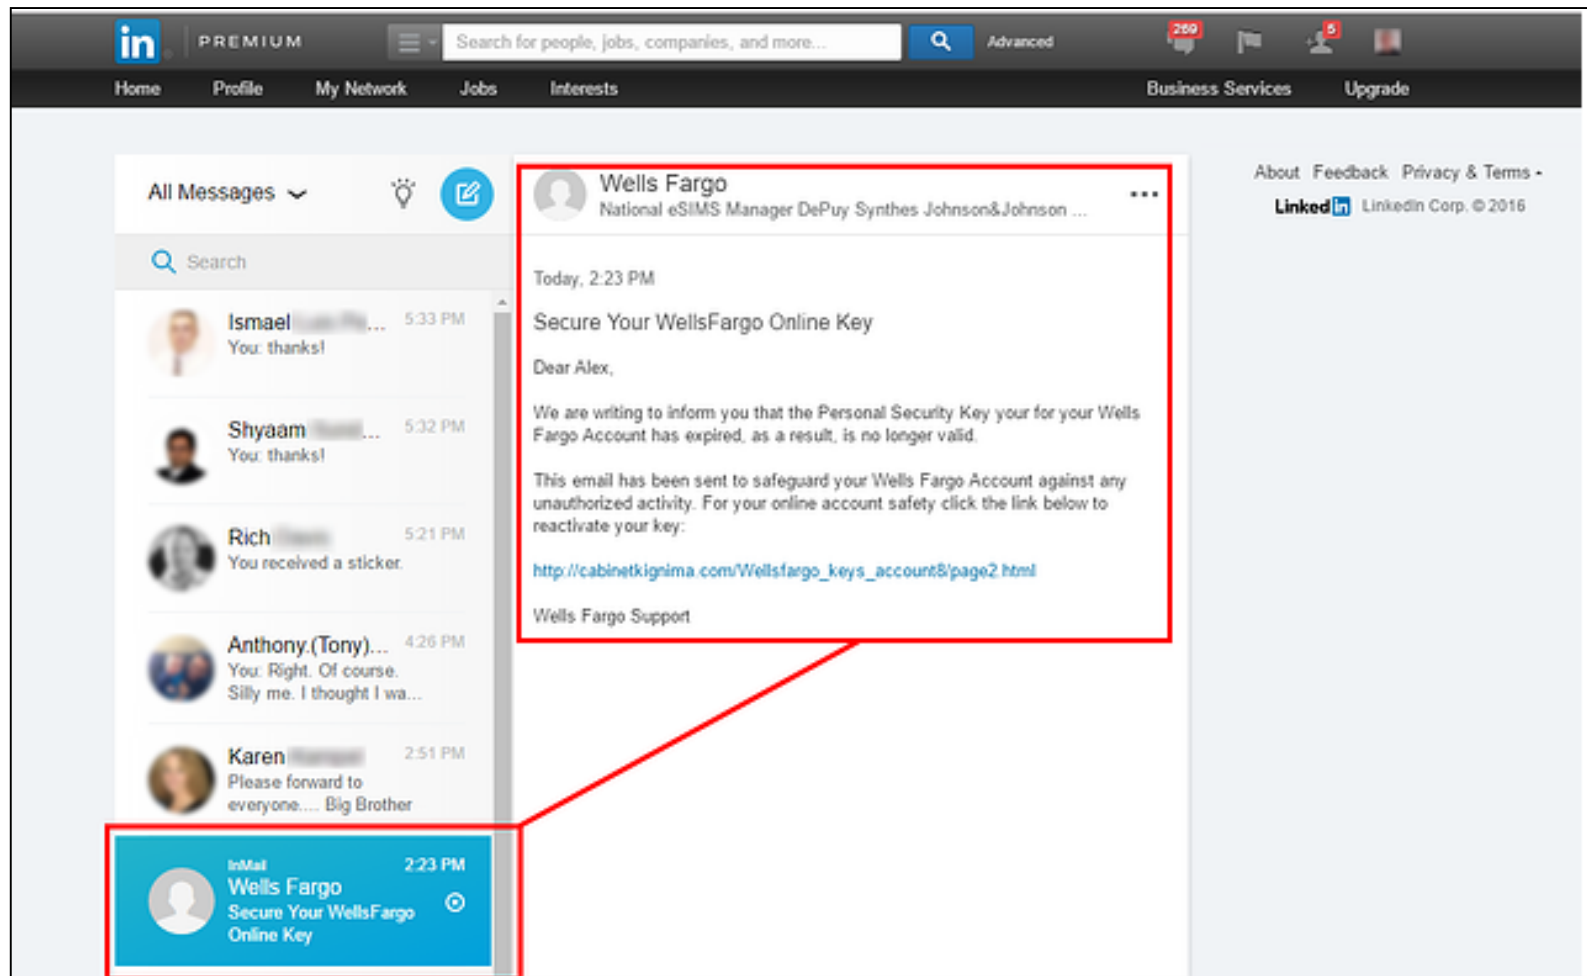 in PREMIUM Search for people, jobs, companies, and more... Advanced 269 5
Home Profile My Network Jobs Interests Business Services Upgrade
All Messages
Search
Ismael ... 5:33 PM
You: thanks!
Shyaam ... 5:32 PM
You: thanks!
Rich 5:21 PM
You received a sticker.
Anthony.(Tony)... 4:26 PM
You: Right. Of course.
Silly me. I thought I wa...
Karen 2:51 PM
Please forward to
everyone.... Big Brother
InMail 2:23 PM
Wells Fargo
Secure Your WellsFargo
Online Key
Wells Fargo
National eSIMS Manager DePuy Synthes Johnson&Johnson ...
Today, 2:23 PM
Secure Your WellsFargo Online Key
Dear Alex,
We are writing to inform you that the Personal Security Key your for your Wells
Fargo Account has expired, as a result, is no longer valid.
This email has been sent to safeguard your Wells Fargo Account against any
unauthorized activity. For your online account safety click the link below to
reactivate your key:
http://cabinetkignima.com/Wellsfargo_keys_account8/page2.html
Wells Fargo Support
About Feedback Privacy & Terms
Linked in LinkedIn Corp. © 2016